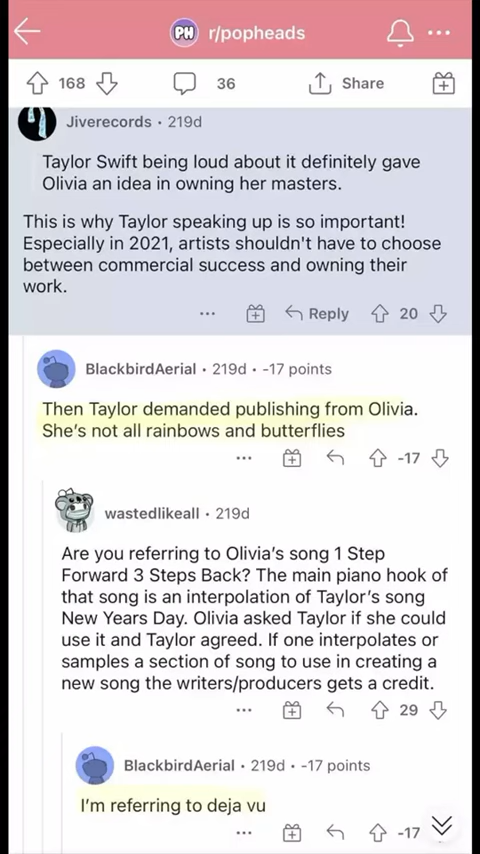 PH r/popheads
168 36 Share
Jiverecords • 219d
Taylor Swift being loud about it definitely gave
Olivia an idea in owning her masters.
This is why Taylor speaking up is so important!
Especially in 2021, artists shouldn't have to choose
between commercial success and owning their
work.
Reply 20
BlackbirdAerial • 219d • -17 points
Then Taylor demanded publishing from Olivia.
She's not all rainbows and butterflies
-17
wastedlikeall • 219d
Are you referring to Olivia's song 1 Step
Forward 3 Steps Back? The main piano hook of
that song is an interpolation of Taylor's song
New Years Day. Olivia asked Taylor if she could
use it and Taylor agreed. If one interpolates or
samples a section of song to use in creating a
new song the writers/producers gets a credit.
29
BlackbirdAerial • 219d • -17 points
I'm referring to deja vu
-17